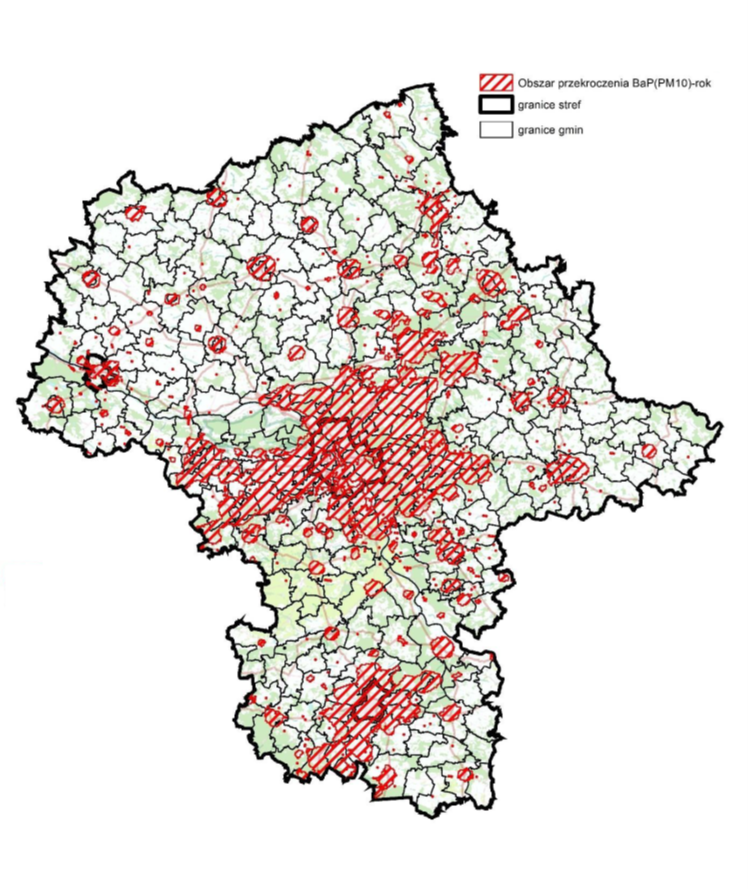 Obszar przekroczenia BaP(PM10)-rok
granice stref
granice gmin